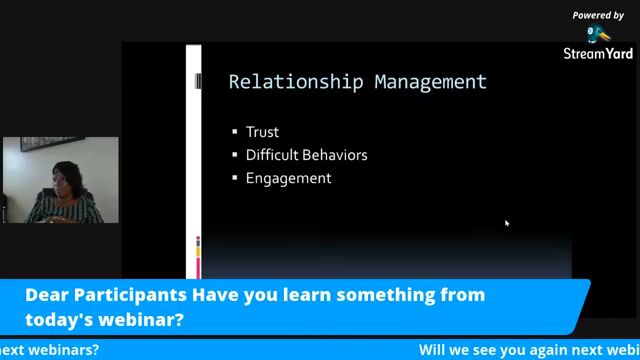 Powered by
StreamYard
Relationship Management
Trust
Difficult Behaviors
Engagement
Dear Participants Have you learn something from
today's webinar?
next webinars?
Will we see you again next webi